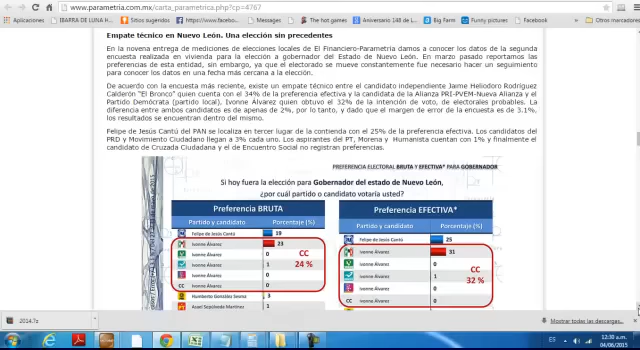 www.parametria.com.mx/carta_parametrica.php?cp=4767
Aplicaciones IBARRA DE LUNA H Sitios sugeridos https://www.facebo... Messages The hot games Aniversario 148 de L Big Farm Funny pictures Facebook » Otros marcadores
Empate técnico en Nuevo León. Una elección sin precedentes
En la novena entrega de mediciones de elecciones locales de El Financiero-Parametría damos a conocer los datos de la segunda
encuesta realizada en vivienda para la elección a gobernador del Estado de Nuevo León. En marzo pasado reportamos las
preferencias de esta entidad, sin embargo, ya que el electorado se mueve constantemente fue necesario hacer un seguimiento
para conocer los datos en una fecha más cercana a la elección.
De acuerdo con la encuesta más reciente, existe un empate técnico entre el candidato independiente Jaime Heliodoro Rodríguez
Calderón "El Bronco" quien cuenta con el 34% de la preferencia efectiva y la candidata de la Alianza PRI-PVEM-Nueva Alianza y el
Partido Demócrata (partido local), Ivonne Álvarez quien obtuvo el 32% de la intención de voto, de electorales probables. La
diferencia entre ambos candidatos es de apenas de 2%, por lo tanto, y dado que el margen de error de la encuesta es de 3.1%,
los resultados se encuentran dentro del mismo.
Felipe de Jesús Cantú del PAN se localiza en tercer lugar de la contienda con el 25% de la preferencia efectiva. Los candidatos del
PRD y Movimiento Ciudadano llegan a 3% cada uno. Los aspirantes del PT, Morena y Humanista cuentan con 1% y finalmente el
candidato de Cruzada Ciudadana y el de Encuentro Social no registran preferencias.
PREFERENCIA ELECTORAL BRUTA Y EFECTIVA* PARA GOBERNADOR
Si hoy fuera la elección para Gobernador del estado de Nuevo León,
¿por cuál partido o candidato votaría usted?
Preferencia BRUTA
Partido y candidato Porcentaje (%)
Felipe de Jesús Cantú 19
Ivonne Álvarez 23
Ivonne Álvarez 0
Ivonne Álvarez 1
Ivonne Álvarez 0
CC Ivonne Álvarez 0
CC
24 %
Humberto González Sesma 3
Asael Sepúlveda Martínez 1
Preferencia EFECTIVA*
Partido y candidato Porcentaje (%)
Felipe de Jesús Cantú 25
Ivonne Álvarez 31
Ivonne Álvarez 0
Ivonne Álvarez 1
Ivonne Álvarez 0
CC Ivonne Álvarez 0
CC
32 %
2014.7z
Mostrar todas las descargas...
ES
12:39 a.m.
04/06/2015